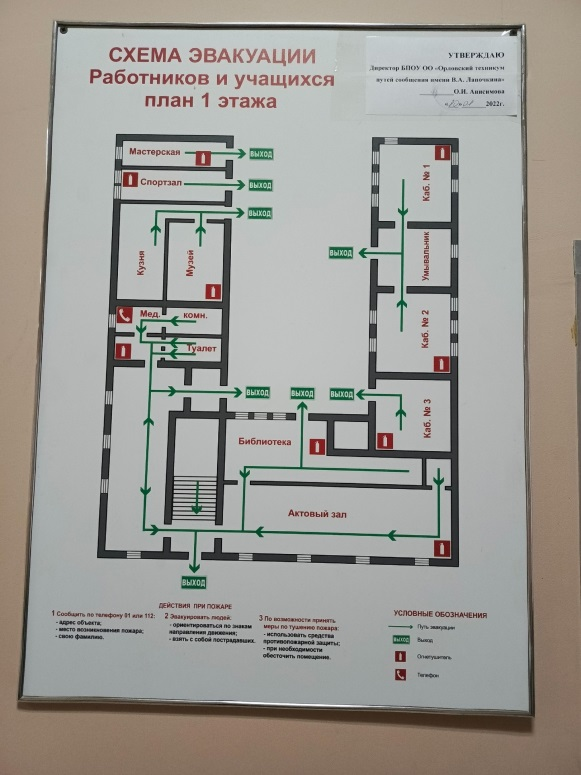 СХЕМА ЭВАКУАЦИИ
Работников и учащихся
план 1 этажа
УТВЕРЖДАЮ
Директор БПОУ ОО «Орловский техникум
путей сообщения имени В.А. Лапочкина»
О.И. Анисимова
2022г.
Мастерская
ВЫХОД
Спортзал
ВЫХОД
ВЫХОД
Кузня
Музей
Каб. № 1
Умывальник
ВЫХОД
Каб. № 2
Мед. комн.
Туалет
ВЫХОД
ВЫХОД
ВЫХОД
Каб. № 3
Библиотека
Актовый зал
ВЫХОД
ДЕЙСТВИЯ ПРИ ПОЖАРЕ
1 Сообщить по телефону 01 или 112:
- адрес объекта;
- место возникновения пожара;
- свою фамилию.
2 Эвакуировать людей:
- ориентироваться по знакам
направления движения;
- взять с собой пострадавших.
3 По возможности принять
меры по тушению пожара:
- использовать средства
противопожарной защиты;
- при необходимости
обесточить помещение.
УСЛОВНЫЕ ОБОЗНАЧЕНИЯ
Путь эвакуации
ВЫХОД Выход
Огнетушитель
Телефон